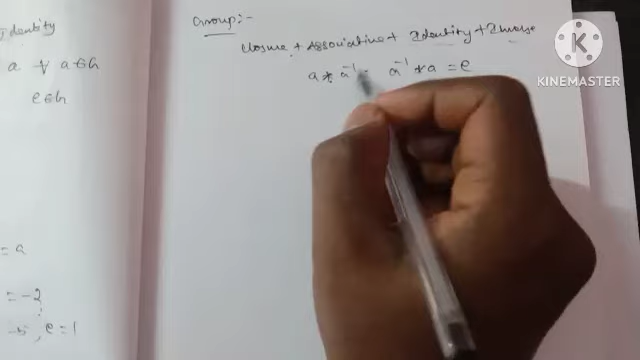 Identity
a ∀ a∈G
e∈G
= a
= -2
e = 1
Group:-
closure + Associative + Identity + Inverse
a * a⁻¹ = a⁻¹ * a = e
KINEMASTER